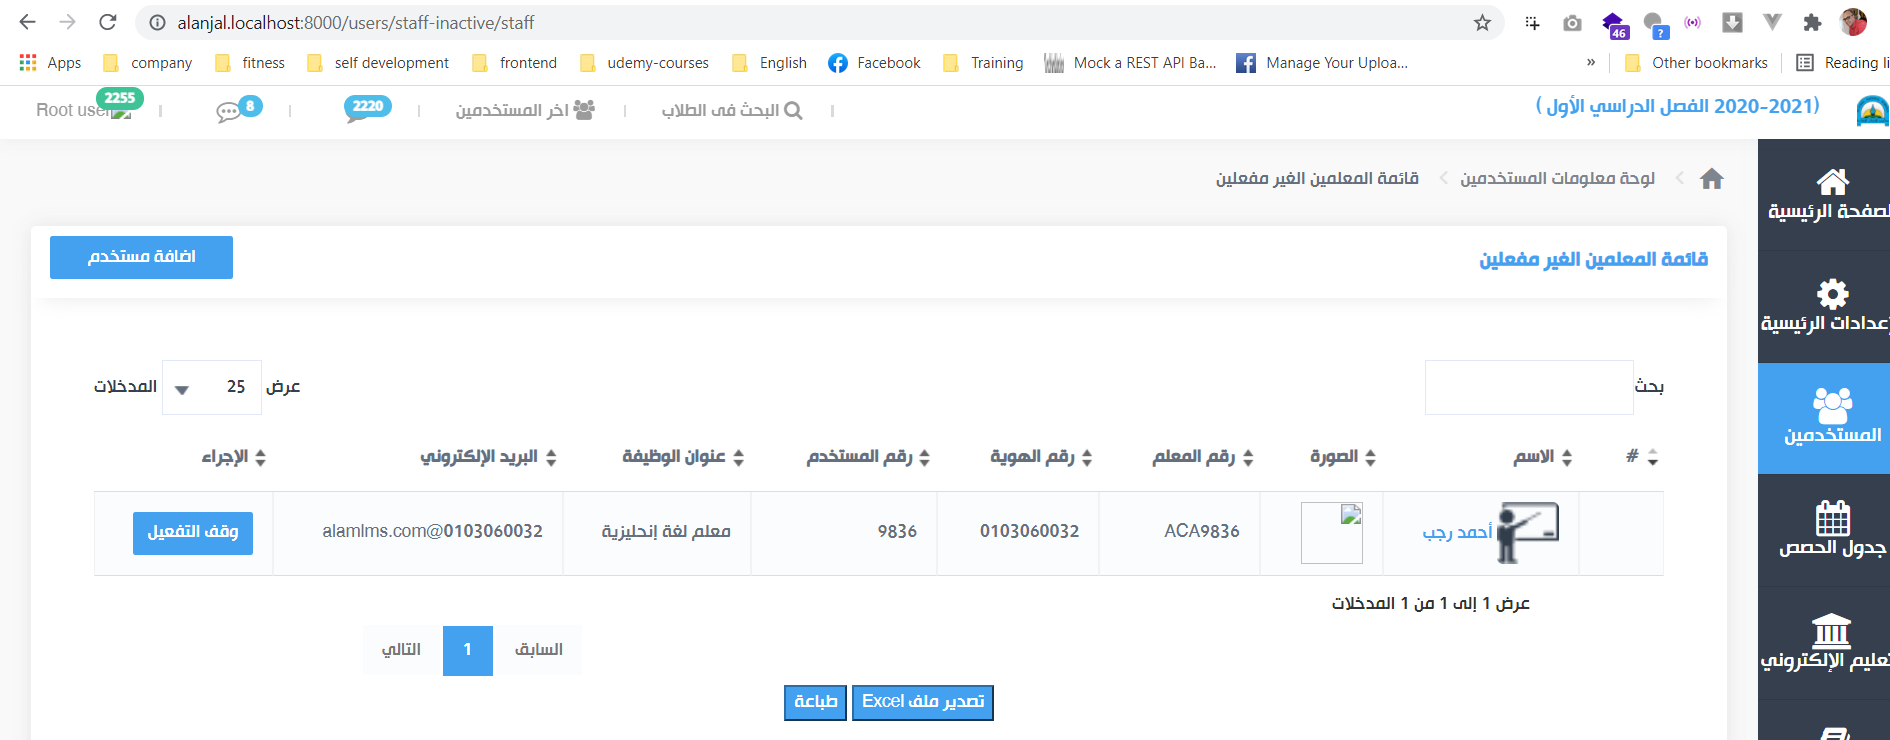 alanjal.localhost:8000/users/staff-inactive/staff
46
?
Apps
company
fitness
self development
frontend
udemy-courses
English
Facebook
Training
Mock a REST API Ba...
Manage Your Uploa...
»
Other bookmarks
Reading li
(2020-2021 الفصل الدراسي الأول )
البحث فى الطلاب
اخر المستخدمين
2220
8
2255
Root user
لوحة معلومات المستخدمين
قائمة المعلمين الغير مفعلين
صفحة الرئيسية
إعدادات الرئيسية
المستخدمين
جدول الحصص
تعليم الإلكتروني
قائمة المعلمين الغير مفعلين
اضافة مستخدم
بحث
عرض 25 المدخلات
# الاسم الصورة رقم المعلم رقم الهوية رقم المستخدم عنوان الوظيفة البريد الإلكتروني الإجراء
أحمد رجب ACA9836 0103060032 9836 معلم لغة إنحليزية alamlms.com@0103060032 وقف التفعيل
عرض 1 إلى 1 من 1 المدخلات
السابق 1 التالي
تصدير ملف Excel
طباعة